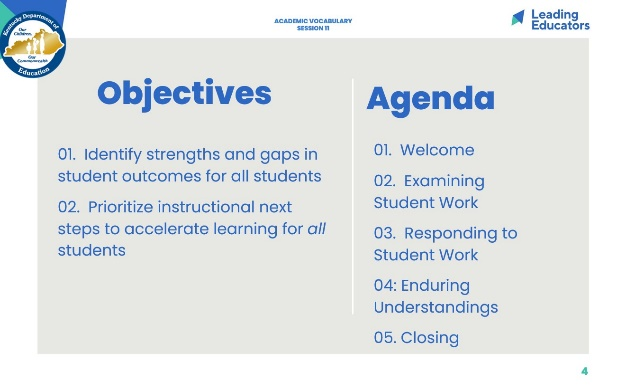 Kentucky Department of
Our
Children,
Our
Commonwealth
Education
ACADEMIC VOCABULARY
SESSION 11
Leading
Educators
Objectives
01. Identify strengths and gaps in
student outcomes for all students
02. Prioritize instructional next
steps to accelerate learning for all
students
Agenda
01. Welcome
02. Examining
Student Work
03. Responding to
Student Work
04: Enduring
Understandings
05. Closing
4